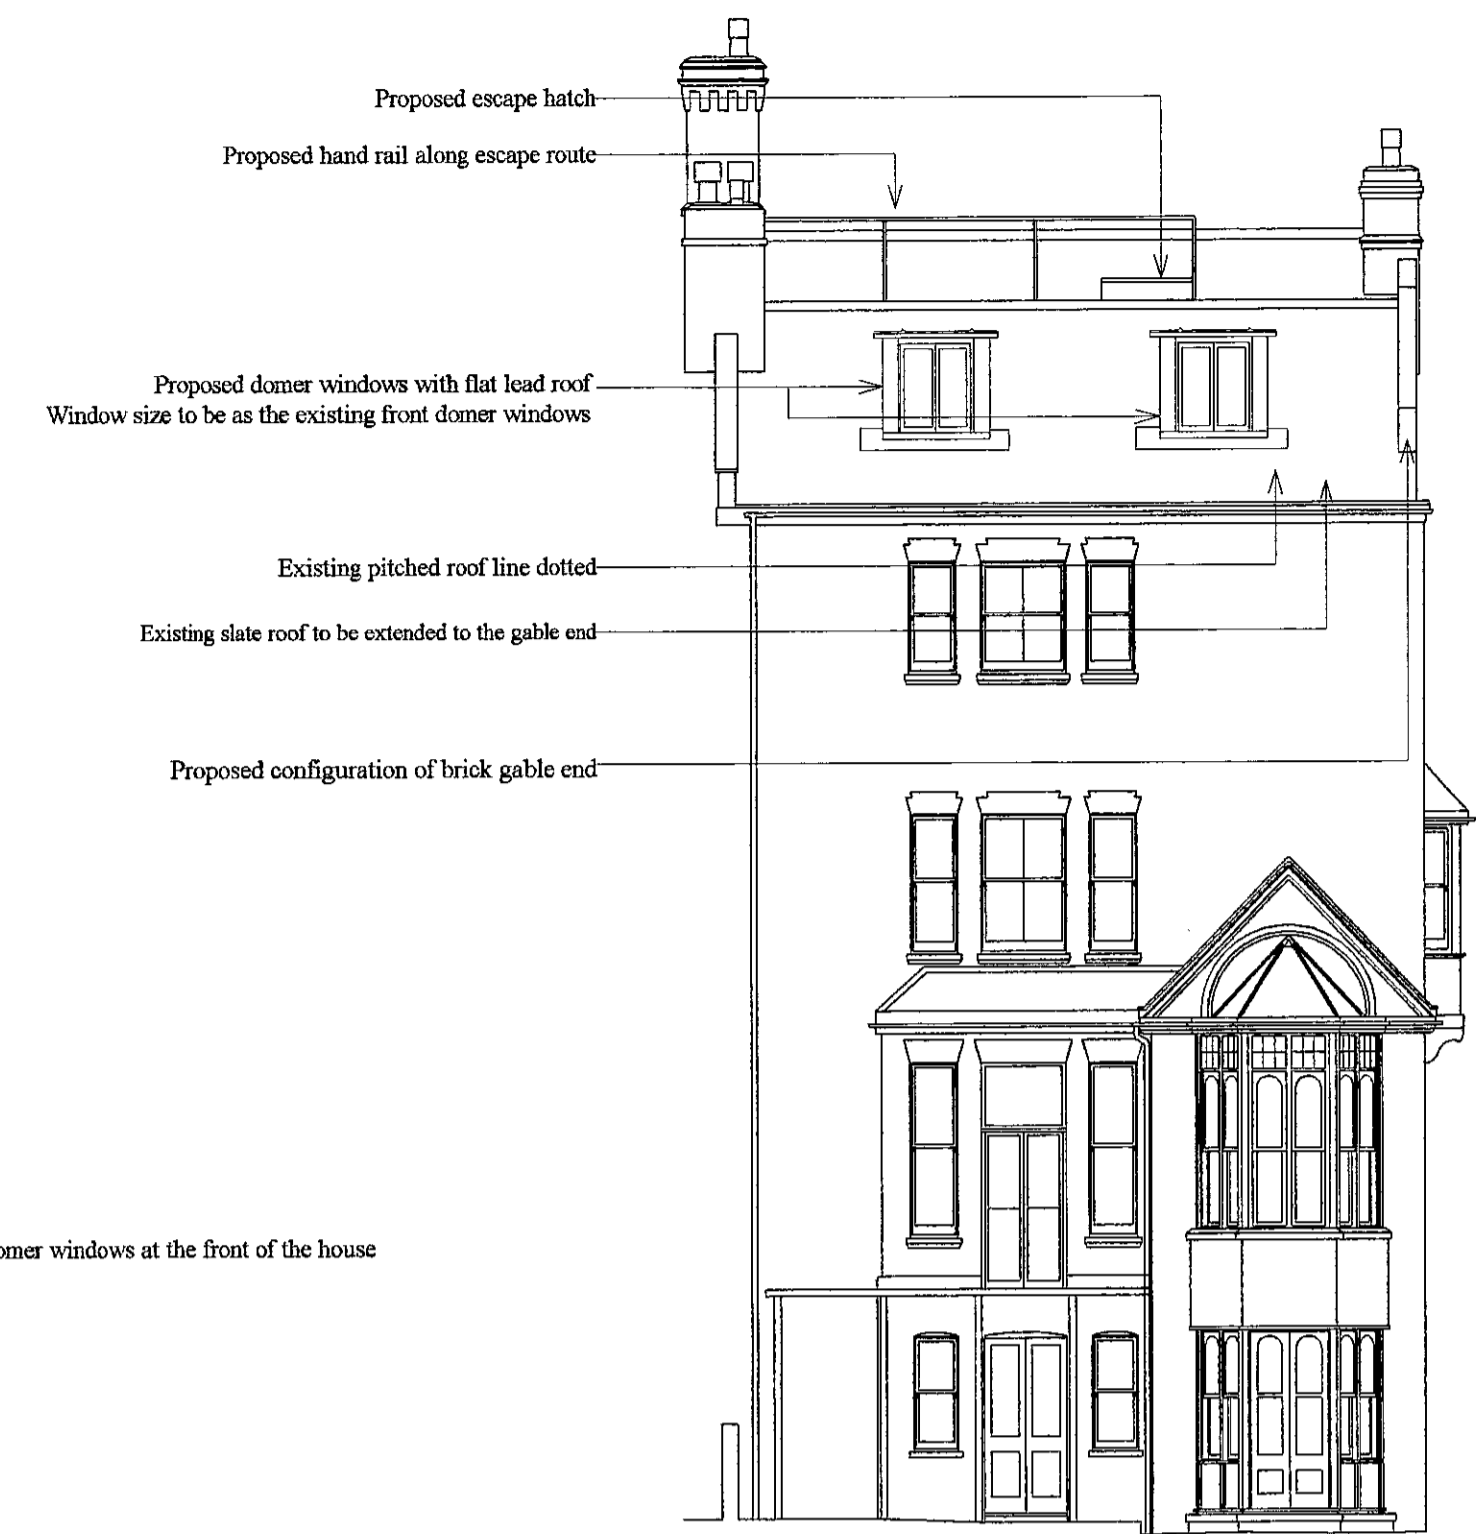 Proposed escape hatch
Proposed hand rail along escape route
Proposed domer windows with flat lead roof
Window size to be as the existing front domer windows
Existing pitched roof line dotted
Existing slate roof to be extended to the gable end
Proposed configuration of brick gable end
omer windows at the front of the house